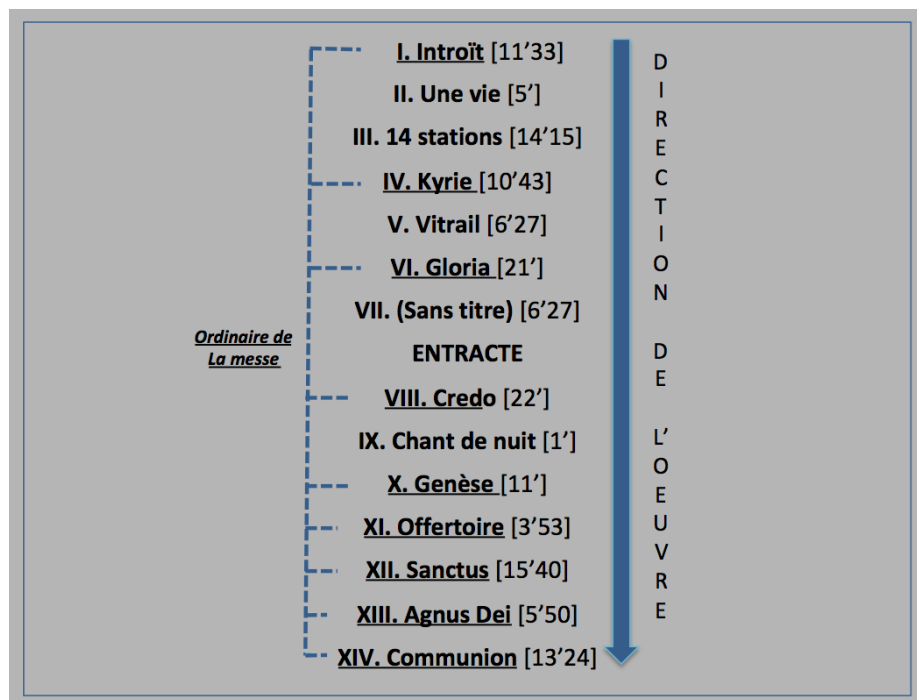 I. Introït [11’33]
II. Une vie [5’]
III. 14 stations [14’15]
IV. Kyrie [10’43]
V. Vitrail [6’27]
VI. Gloria [21’]
VII. (Sans titre) [6’27]
Ordinaire de
La messe
ENTRACTE
VIII. Credo [22’]
IX. Chant de nuit [1’]
X. Genèse [11’]
XI. Offertoire [3’53]
XII. Sanctus [15’40]
XIII. Agnus Dei [5’50]
XIV. Communion [13’24]
DIRECTION DE L’OEUVRE